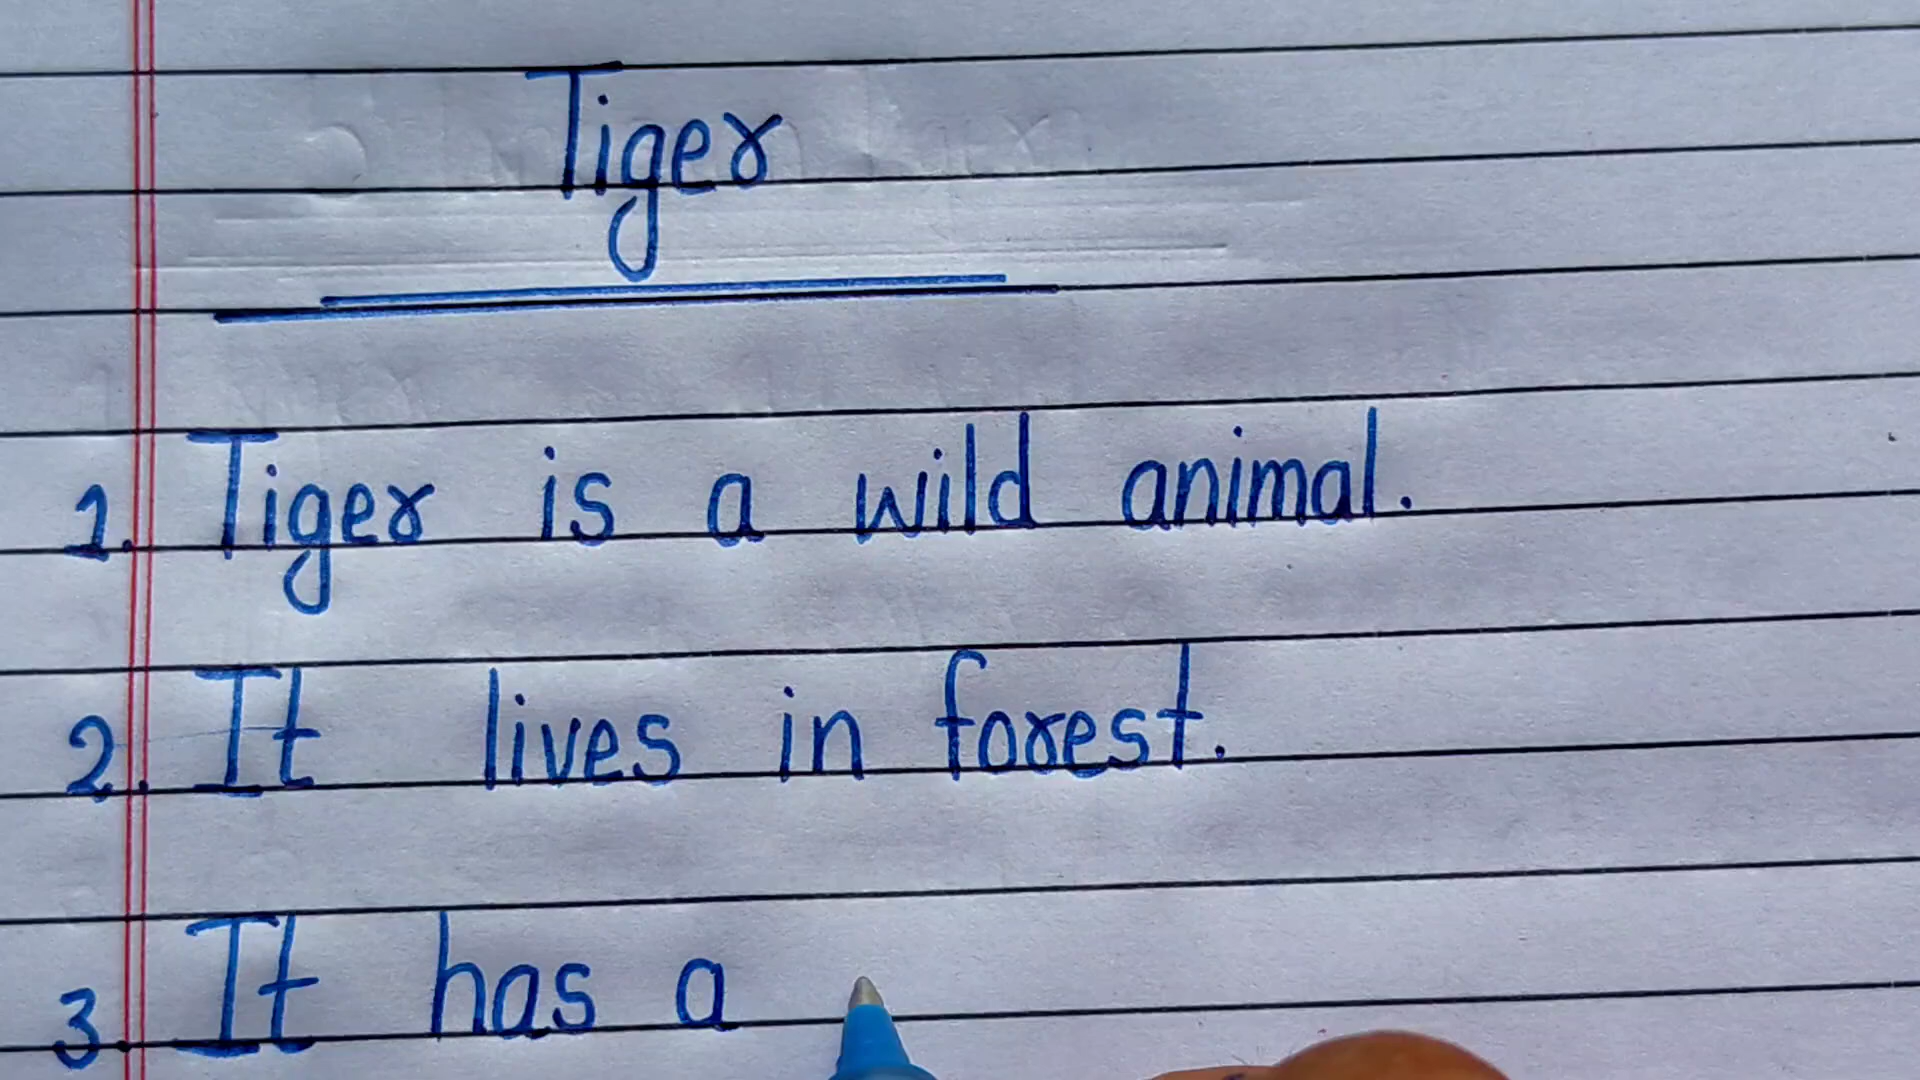 Tiger
1. Tiger is a wild animal.
2. It lives in forest.
3. It has a